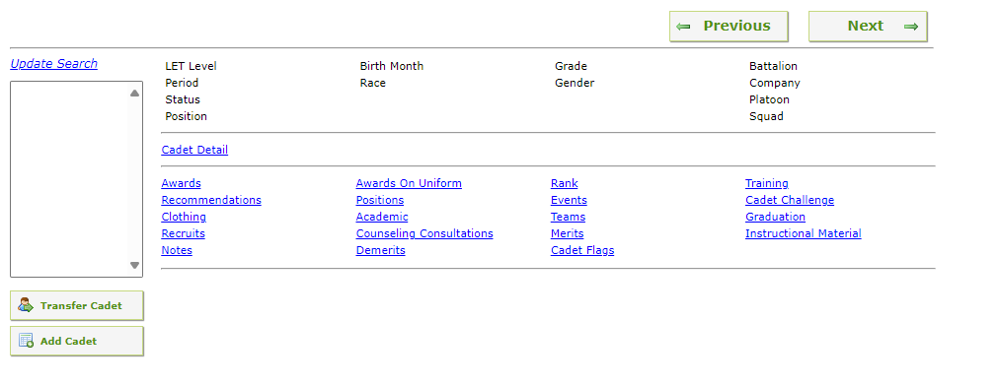 Previous Next
Update Search
LET Level Birth Month Grade Battalion
Period Race Gender Company
Status Platoon
Position Squad
Cadet Detail
Awards Awards On Uniform Rank Training
Recommendations Positions Events Cadet Challenge
Clothing Academic Teams Graduation
Recruits Counseling Consultations Merits Instructional Material
Notes Demerits Cadet Flags
Transfer Cadet
Add Cadet